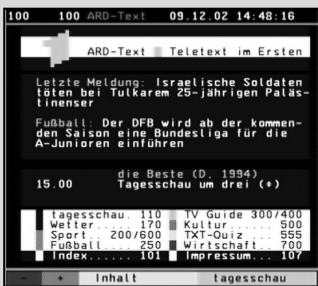 100 100 ARD-Text 09.12.02 14:48:16
ARD-Text Teletext im Ersten
Letzte Meldung: Israelische Soldaten
töten bei Tulkarem 25-jährigen Paläs-
tinenser
Fußball: Der DFB wird ab der kommen-
den Saison eine Bundesliga für die
A-Junioren einführen
die Beste (D, 1994)
15.00 Tagesschau um drei (*)
tagesschau. 110 TV Guide 300/400
Wetter..... 170 Kultur...... 500
Sport.. 200/600 TXT-Quiz ... 555
Fußball.... 250 Wirtschaft.. 700
Index...... 101 Impressum... 107
- + Inhalt tagesschau